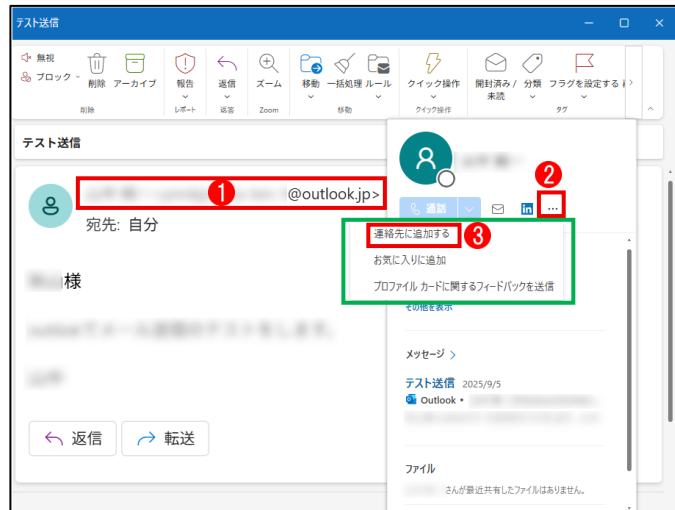 テスト送信
無視
ブロック
削除
アーカイブ
報告
返信
ズーム
移動
一括処理
ルール
クイック操作
開封済み/
未読
分類
フラグを設定する
削除
レポート
返答
Zoom
移動
クイック操作
タグ
テスト送信
1
@outlook.jp>
宛先: 自分
様
返信
転送
2
通話
in
...
連絡先に追加する
3
お気に入りに追加
プロファイル カードに関するフィードバックを送信
その他を表示
メッセージ >
テスト送信 2025/9/5
Outlook •
ファイル
さんが最近共有したファイルはありません。